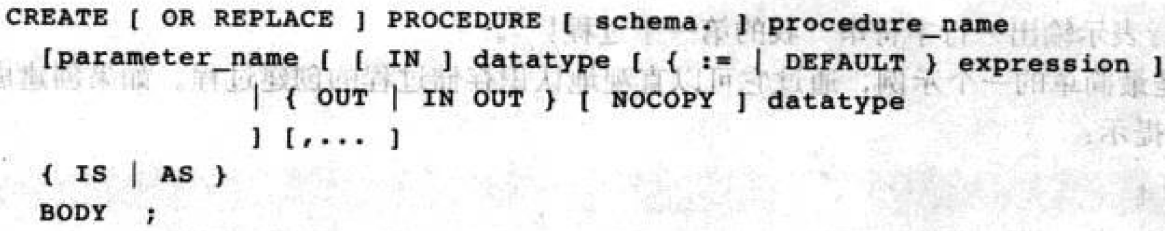 CREATE [ OR REPLACE ] PROCEDURE [ schema. ] procedure_name
[parameter_name [ [ IN ] datatype [ { := | DEFAULT } expression ]
| { OUT | IN OUT } [ NOCOPY ] datatype
] [,... ]
{ IS | AS }
BODY ;